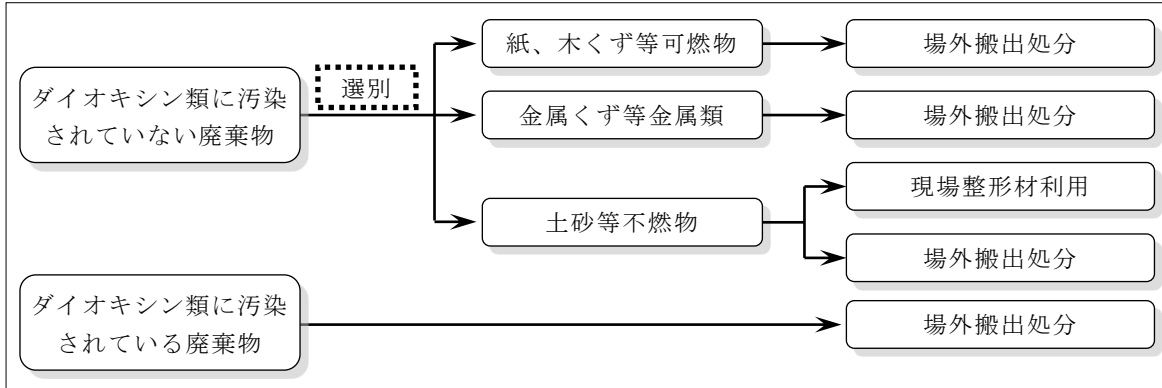 紙、木くず等可燃物
場外搬出処分
選別
ダイオキシン類に汚染
されていない廃棄物
金属くず等金属類
場外搬出処分
現場整形材利用
土砂等不燃物
場外搬出処分
ダイオキシン類に汚染
されている廃棄物
場外搬出処分